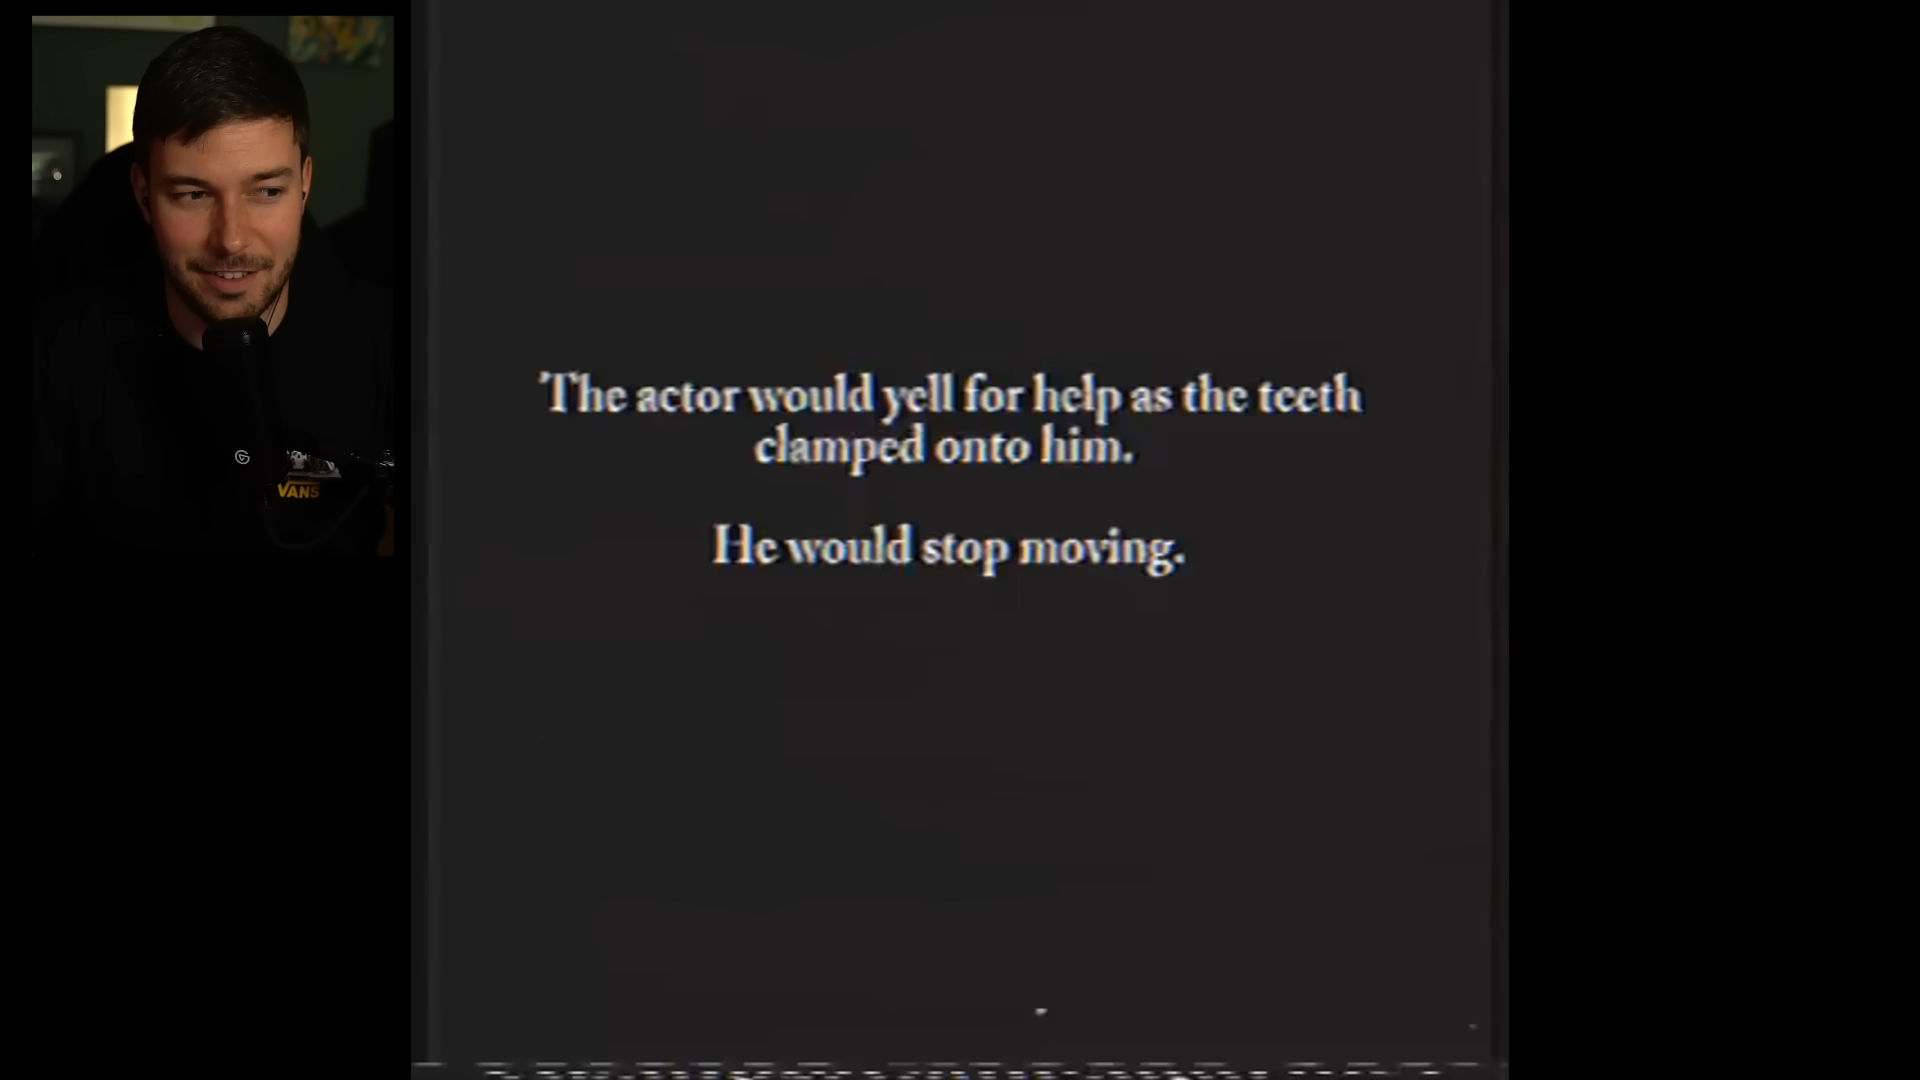 The actor would yell for help as the teeth
clamped onto him.
He would stop moving.
VANS